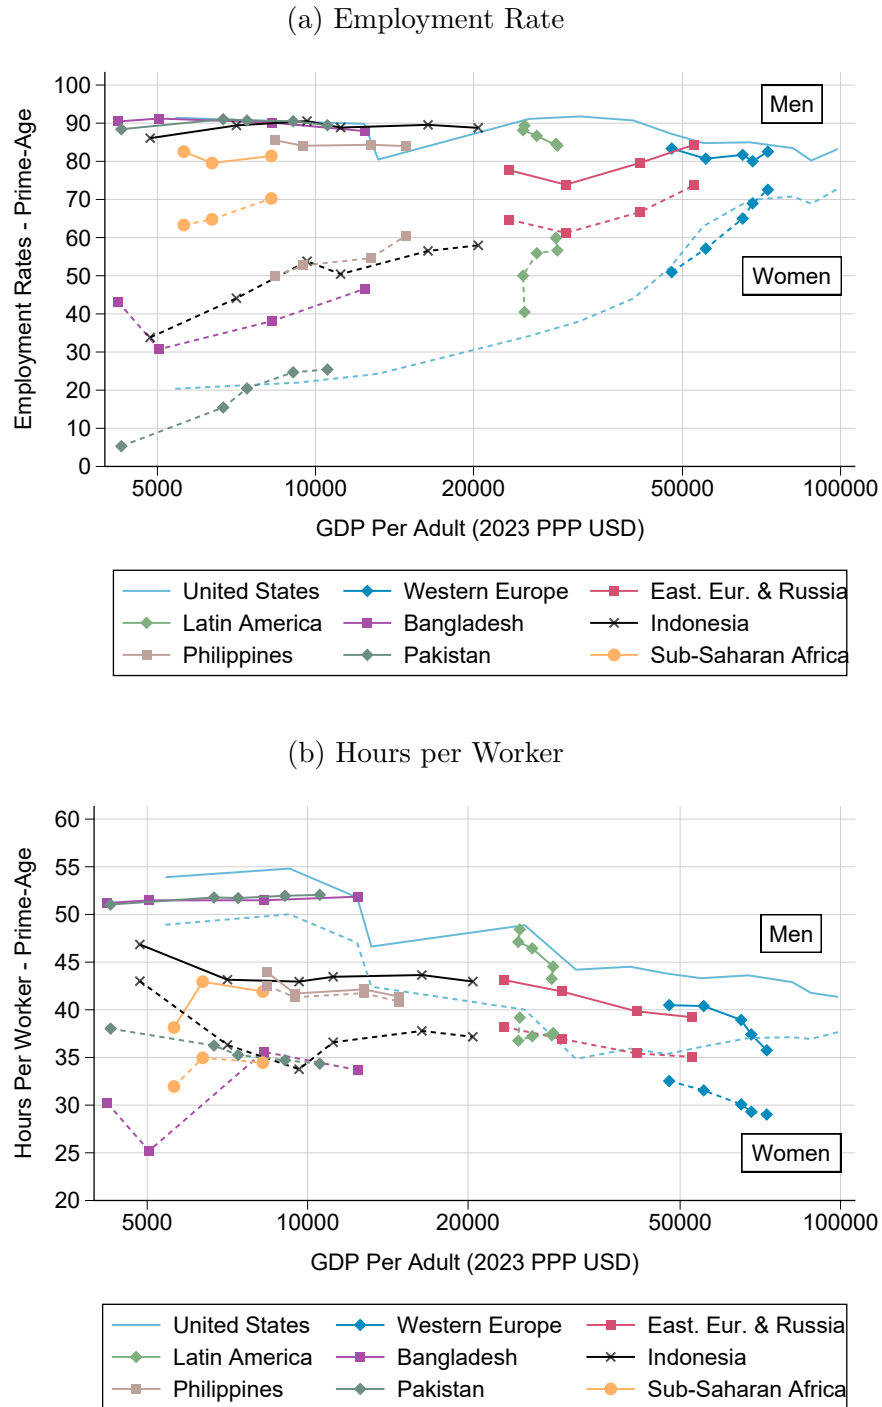 (a) Employment Rate
100
90
80
70
60
50
40
30
20
10
0
Employment Rates - Prime-Age
Men
Women
5000 10000 20000 50000 100000
GDP Per Adult (2023 PPP USD)
United States Western Europe East. Eur. & Russia
Latin America Bangladesh Indonesia
Philippines Pakistan Sub-Saharan Africa
(b) Hours per Worker
60
55
50
45
40
35
30
25
20
Hours Per Worker - Prime-Age
Men
Women
5000 10000 20000 50000 100000
GDP Per Adult (2023 PPP USD)
United States Western Europe East. Eur. & Russia
Latin America Bangladesh Indonesia
Philippines Pakistan Sub-Saharan Africa